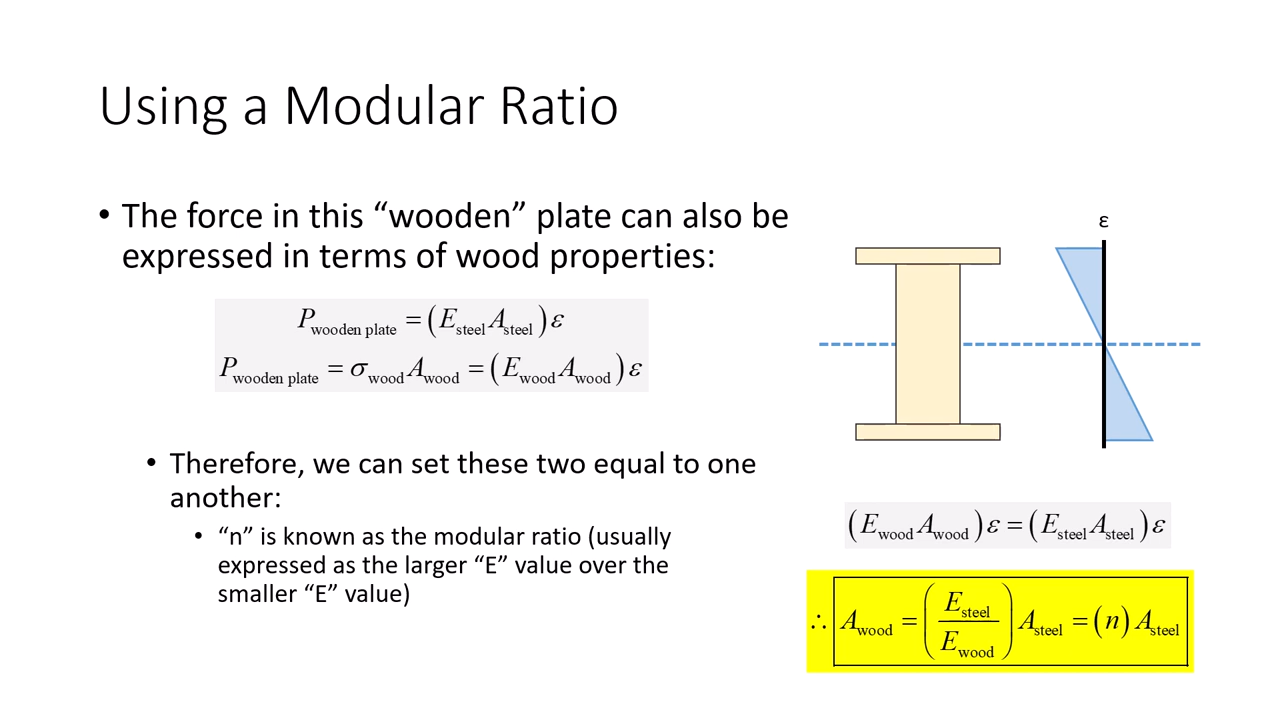 Using a Modular Ratio
• The force in this “wooden” plate can also be
expressed in terms of wood properties:
P_wooden plate = (E_steel A_steel) ε
P_wooden plate = σ_wood A_wood = (E_wood A_wood) ε
• Therefore, we can set these two equal to one
another:
• “n” is known as the modular ratio (usually
expressed as the larger “E” value over the
smaller “E” value)
ε
(E_wood A_wood) ε = (E_steel A_steel) ε
∴ A_wood = (E_steel / E_wood) A_steel = (n) A_steel